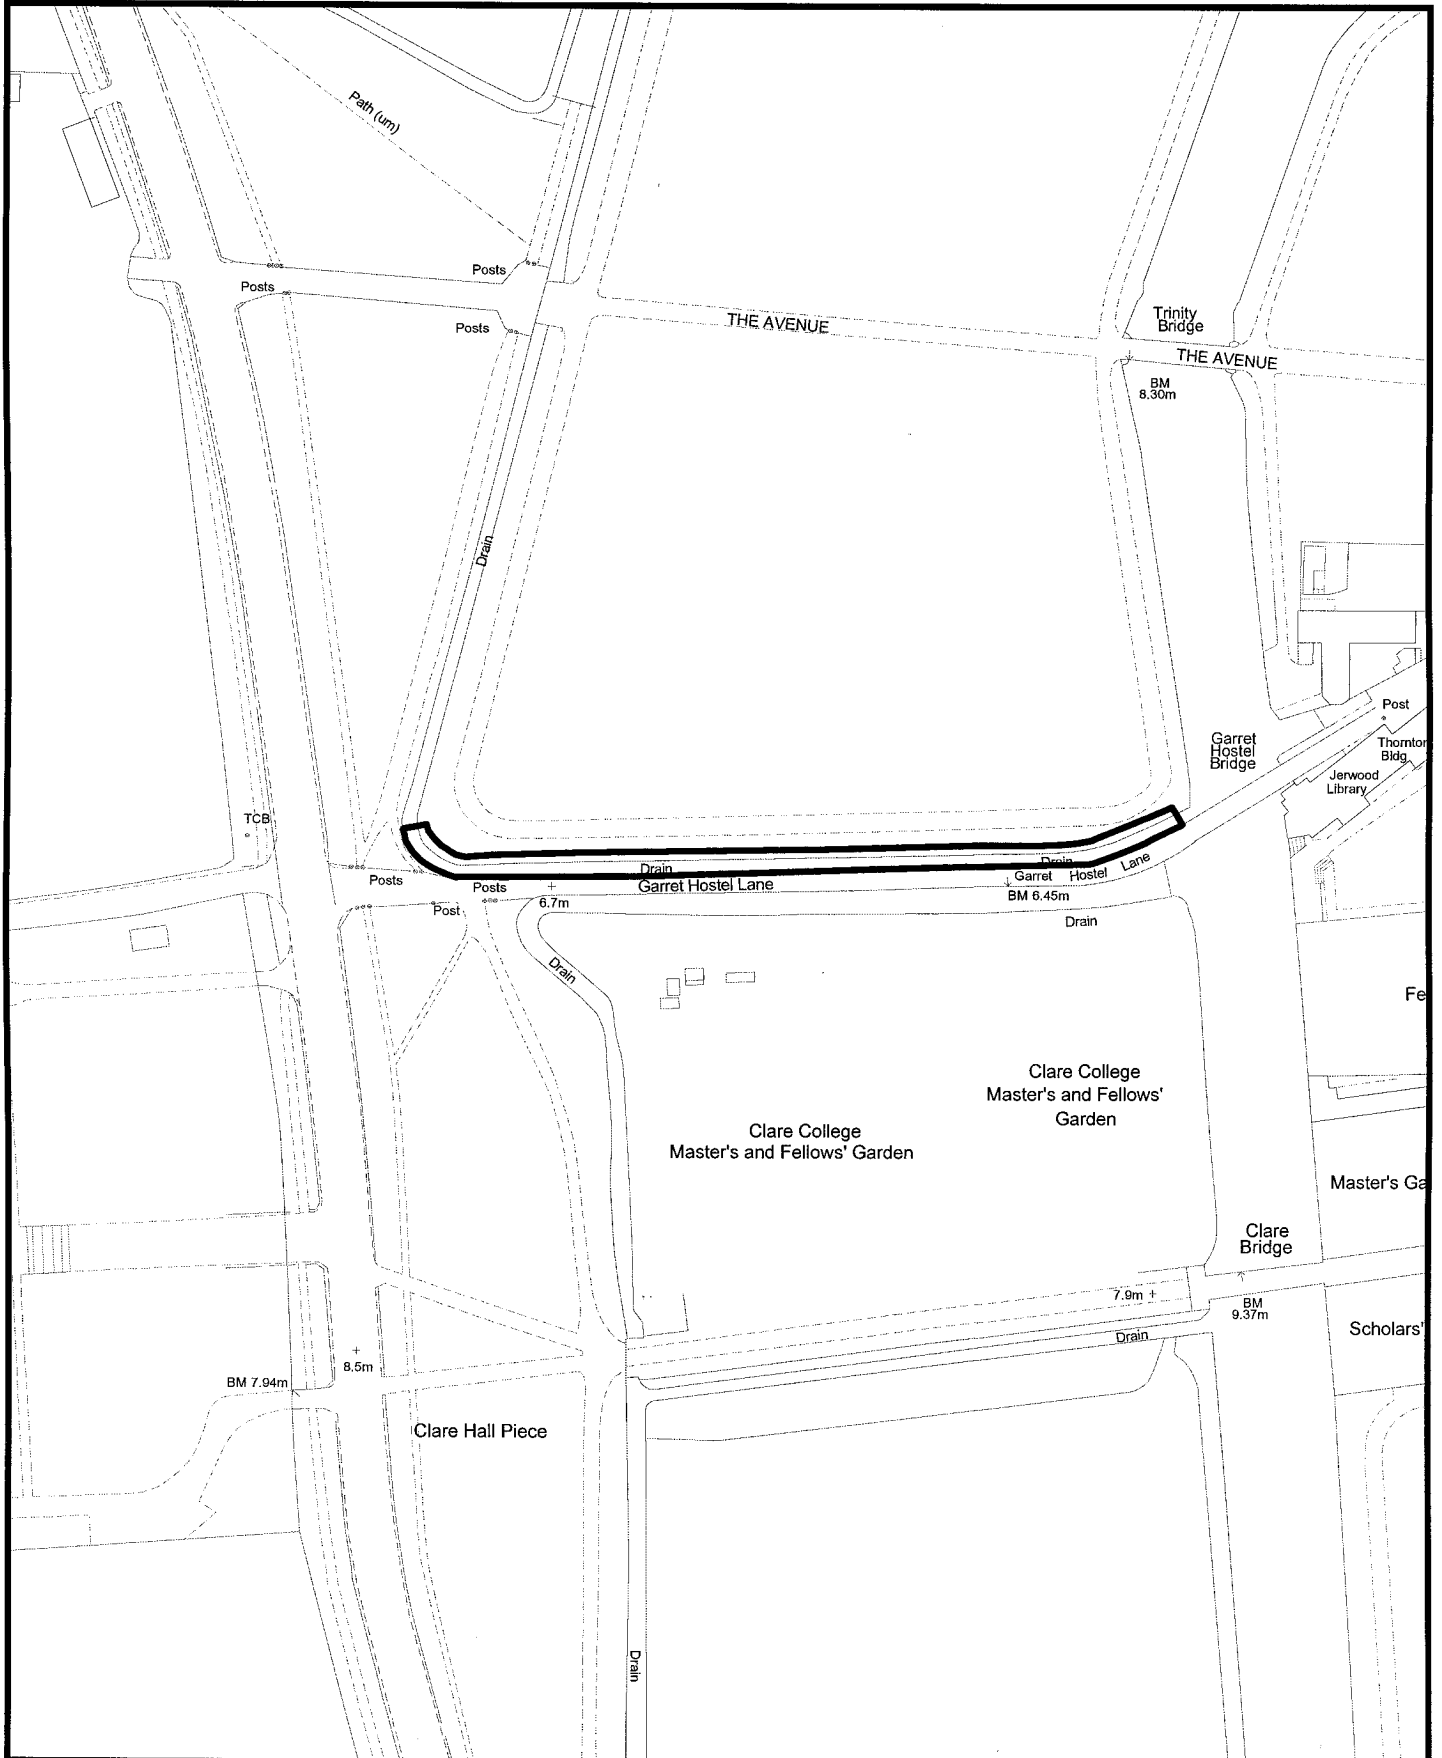 Path (um)
Posts
Posts
Posts
THE AVENUE
Trinity
Bridge
THE AVENUE
BM
8.30m
Drain
Post
Garret
Hostel
Bridge
Thornton
Bldg
Jerwood
Library
TCB
Drain
Drain
Posts
Posts
Garret Hostel Lane
Garret Hostel Lane
Post
6.7m
BM 6.45m
Drain
Drain
Fe
Clare College
Master's and Fellows'
Garden
Clare College
Master's and Fellows' Garden
Master's Ga
Clare
Bridge
7.9m
BM
9.37m
Drain
Scholars'
8.5m
BM 7.94m
Clare Hall Piece
Drain